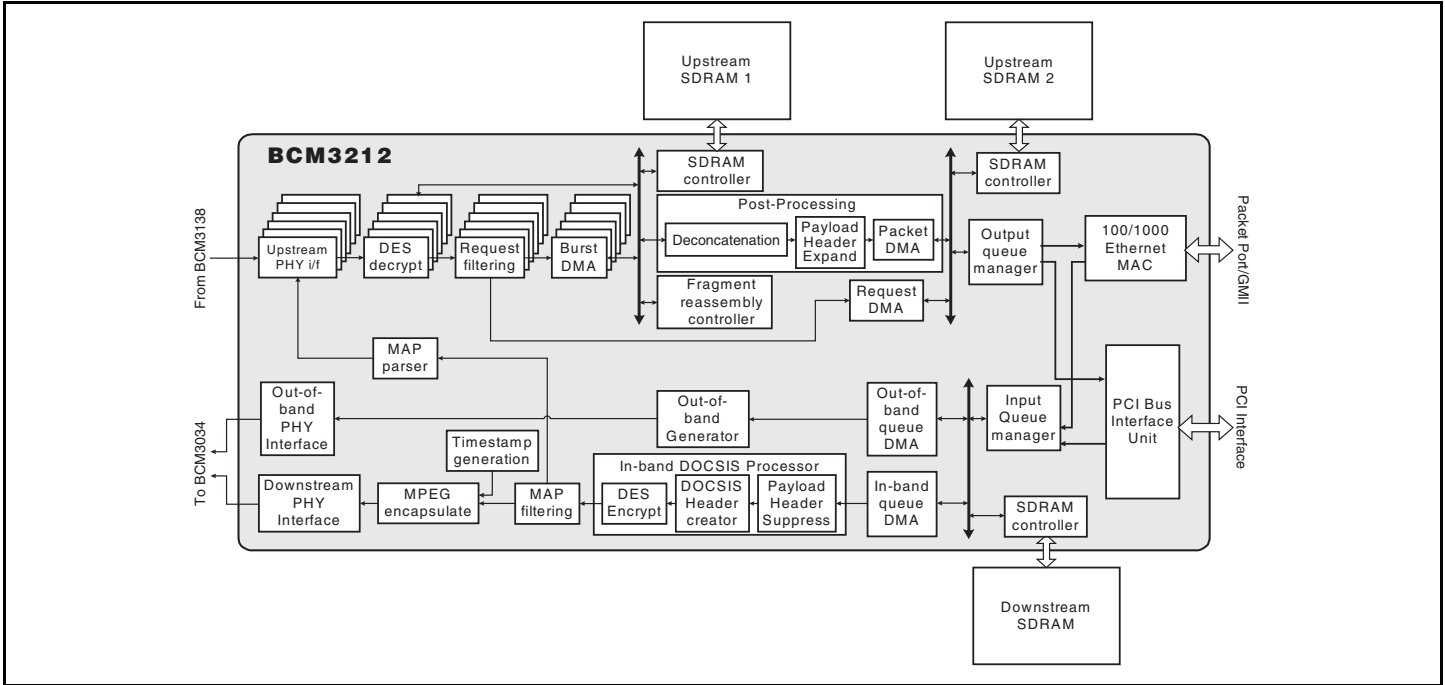 Upstream
SDRAM 1
Upstream
SDRAM 2
BCM3212
SDRAM
controller
SDRAM
controller
From BCM3138
Upstream
PHY i/f
DES
decrypt
Request
filtering
Burst
DMA
Post-Processing
Deconcatenation
Payload
Header
Expand
Packet
DMA
Output
queue
manager
100/1000
Ethernet
MAC
Packet Port/GMII
Fragment
reassembly
controller
Request
DMA
MAP
parser
Out-of-
band PHY
Interface
Out-of-
band
Generator
Out-of-
band
queue
DMA
Input
Queue
manager
PCI Bus
Interface
Unit
PCI Interface
To BCM3034
Timestamp
generation
In-band DOCSIS Processor
Downstream
PHY
Interface
MPEG
encapsulate
MAP
filtering
DES
Encrypt
DOCSIS
Header
creator
Payload
Header
Suppress
In-band
queue
DMA
SDRAM
controller
Downstream
SDRAM